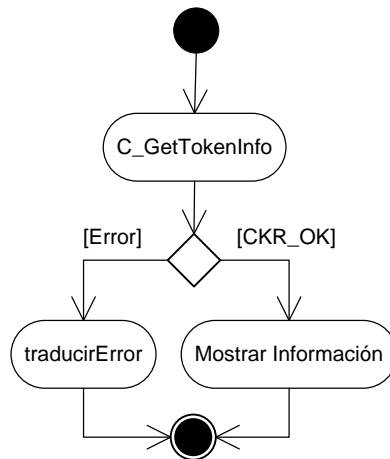 C_GetTokenInfo
[Error]
[CKR_OK]
traducirError
Mostrar Información